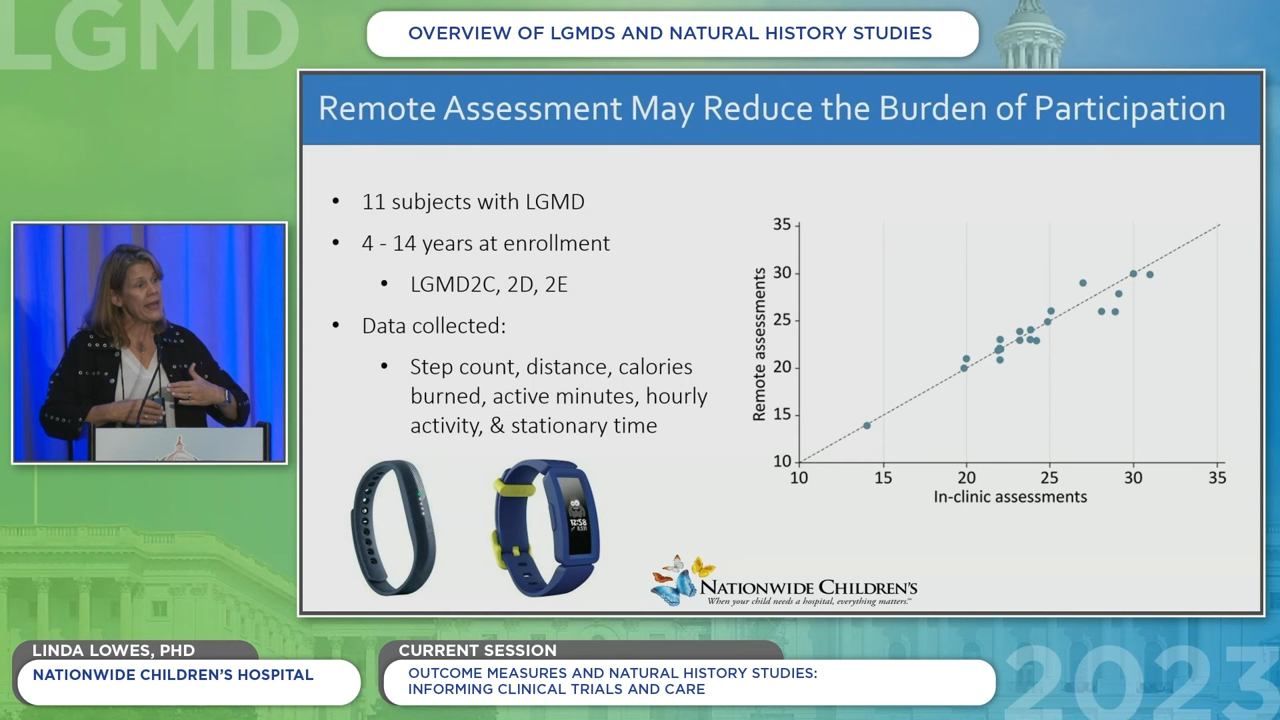 LGMD
OVERVIEW OF LGMDS AND NATURAL HISTORY STUDIES
Remote Assessment May Reduce the Burden of Participation
• 11 subjects with LGMD
• 4 - 14 years at enrollment
• LGMD2C, 2D, 2E
• Data collected:
• Step count, distance, calories
burned, active minutes, hourly
activity, & stationary time
Remote assessments
35
30
25
20
15
10
10 15 20 25 30 35
In-clinic assessments
12:58
NATIONWIDE CHILDREN'S
When your child needs a hospital, everything matters.™
LINDA LOWES, PHD
NATIONWIDE CHILDREN'S HOSPITAL
CURRENT SESSION
OUTCOME MEASURES AND NATURAL HISTORY STUDIES:
INFORMING CLINICAL TRIALS AND CARE
2023